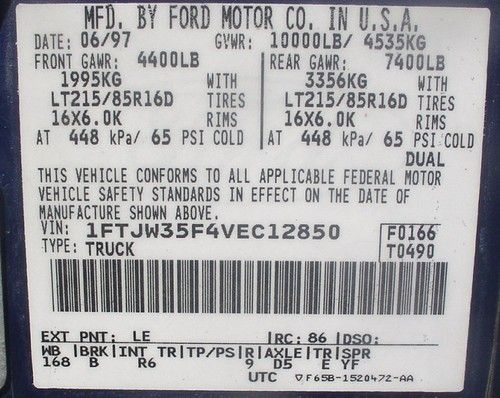 MFD. BY FORD MOTOR CO. IN U.S.A.
DATE: 06/97 GVWR: 10000LB/ 4535KG
FRONT GAWR: 4400LB REAR GAWR: 7400LB
1995KG WITH 3356KG WITH
LT215/85R16D TIRES LT215/85R16D TIRES
16X6.0K RIMS 16X6.0K RIMS
AT 448 kPa/ 65 PSI COLD AT 448 kPa/ 65 PSI COLD
DUAL
THIS VEHICLE CONFORMS TO ALL APPLICABLE FEDERAL MOTOR
VEHICLE SAFETY STANDARDS IN EFFECT ON THE DATE OF
MANUFACTURE SHOWN ABOVE.
VIN: 1FTJW35F4VEC12850 F0166
TYPE: TRUCK T0490
EXT PNT: LE |RC: 86 |DSO:
WB |BRK|INT TR|TP/PS|R|AXLE|TR|SPR
168 B R6 9 D5 E YF
UTC ▽F65B-1520472-AA